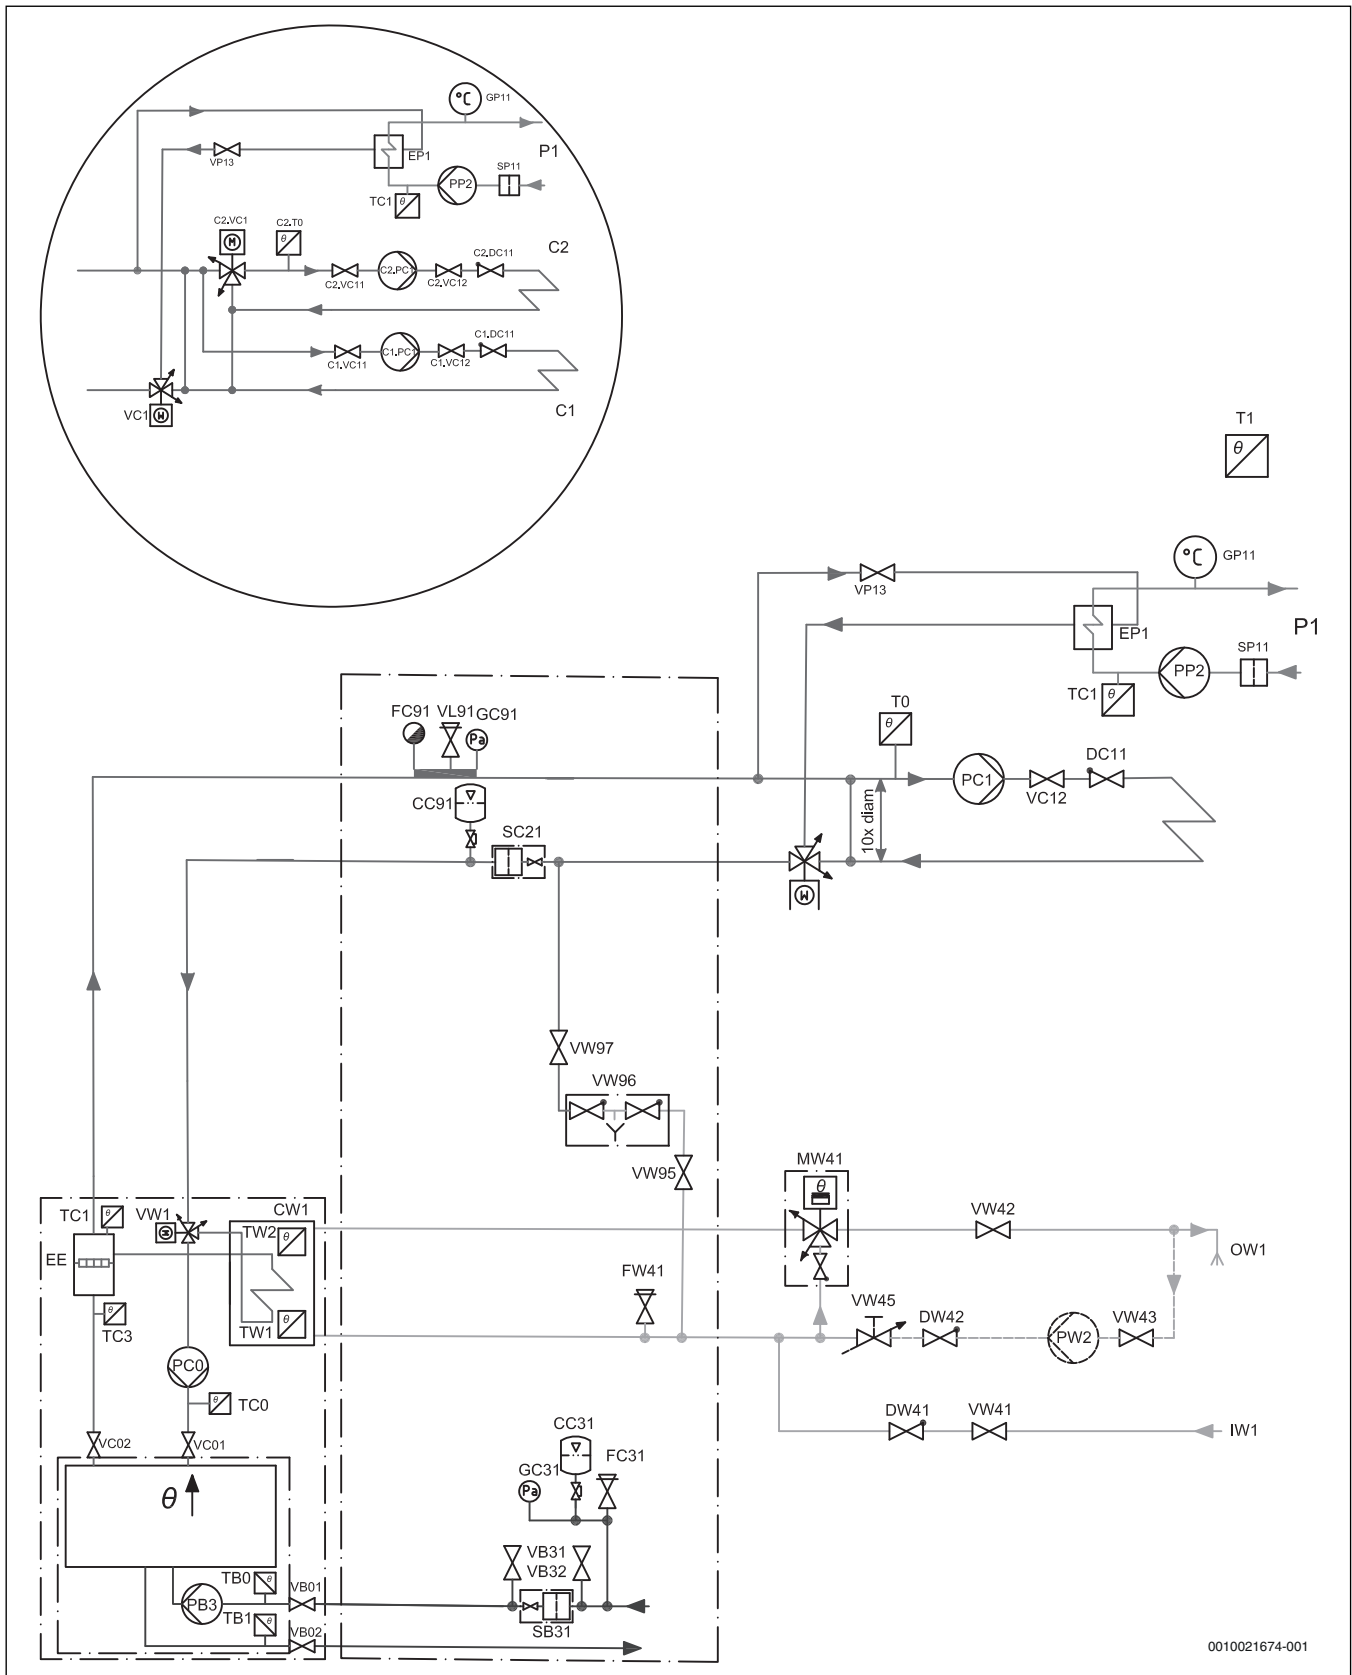 °C
GP11
P1
VP13
EP1
SP11
PP2
TC1
θ
C2.VC1
M
C2.T0
θ
C2
C2.DC11
C2.VC11
C2.PC1
C2.VC12
C1.DC11
C1.VC11
C1.PC1
C1.VC12
C1
VC1
M
T1
θ
°C
GP11
VP13
EP1
P1
SP11
PP2
TC1
θ
FC91
VL91
GC91
Pa
T0
θ
DC11
PC1
VC12
CC91
SC21
10x diam
M
VW97
VW96
VW95
MW41
θ
TC1
θ
VW1
M
CW1
TW2
θ
VW42
EE
OW1
FW41
TW1
θ
VW45
DW42
PW2
VW43
θ
TC3
PC0
θ
TC0
DW41
VW41
IW1
VC02
VC01
CC31
FC31
GC31
Pa
θ
VB31
VB32
TB0
θ
VB01
PB3
TB1
θ
SB31
VB02
0010021674-001